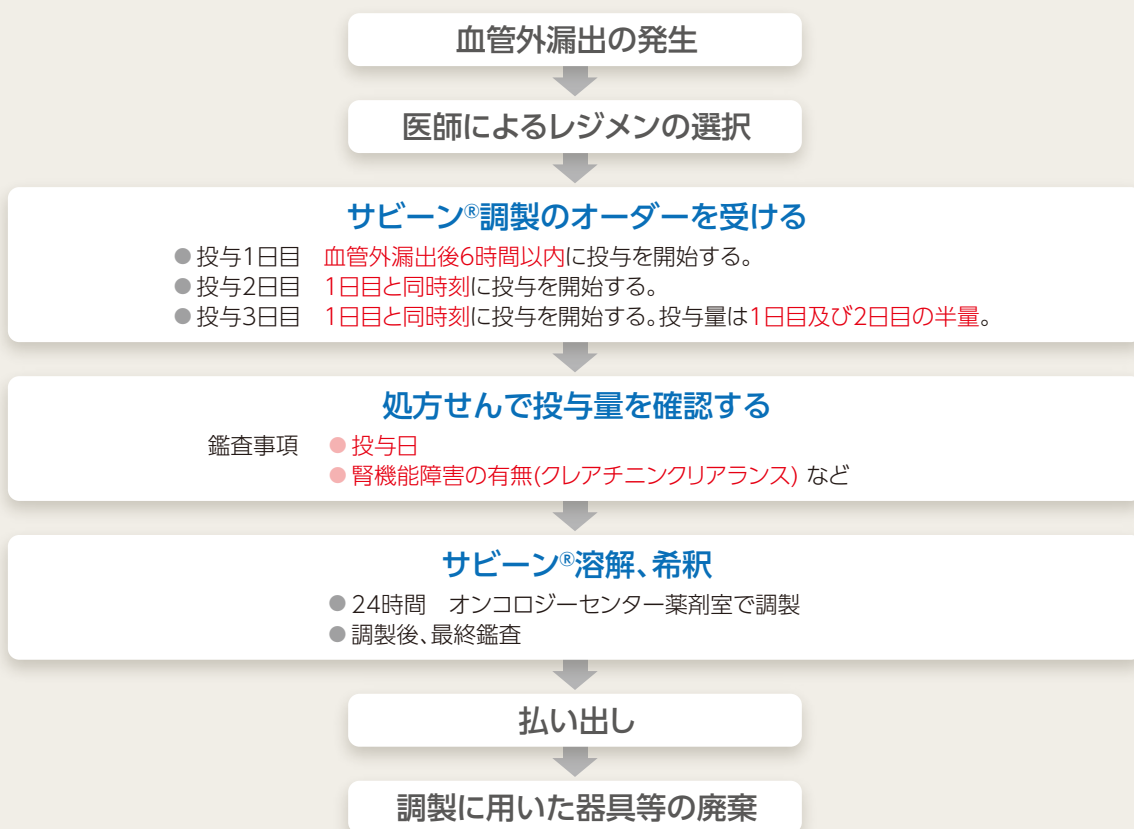 血管外漏出の発生
医師によるレジメンの選択
サビーン®調製のオーダーを受ける
●投与1日目 血管外漏出後6時間以内に投与を開始する。
●投与2日目 1日目と同時刻に投与を開始する。
●投与3日目 1日目と同時刻に投与を開始する。投与量は1日目及び2日目の半量。
処方せんで投与量を確認する
鑑査事項 ●投与日
●腎機能障害の有無(クレアチニンクリアランス) など
サビーン®溶解、希釈
●24時間 オンコロジーセンター薬剤室で調製
●調製後、最終鑑査
払い出し
調製に用いた器具等の廃棄